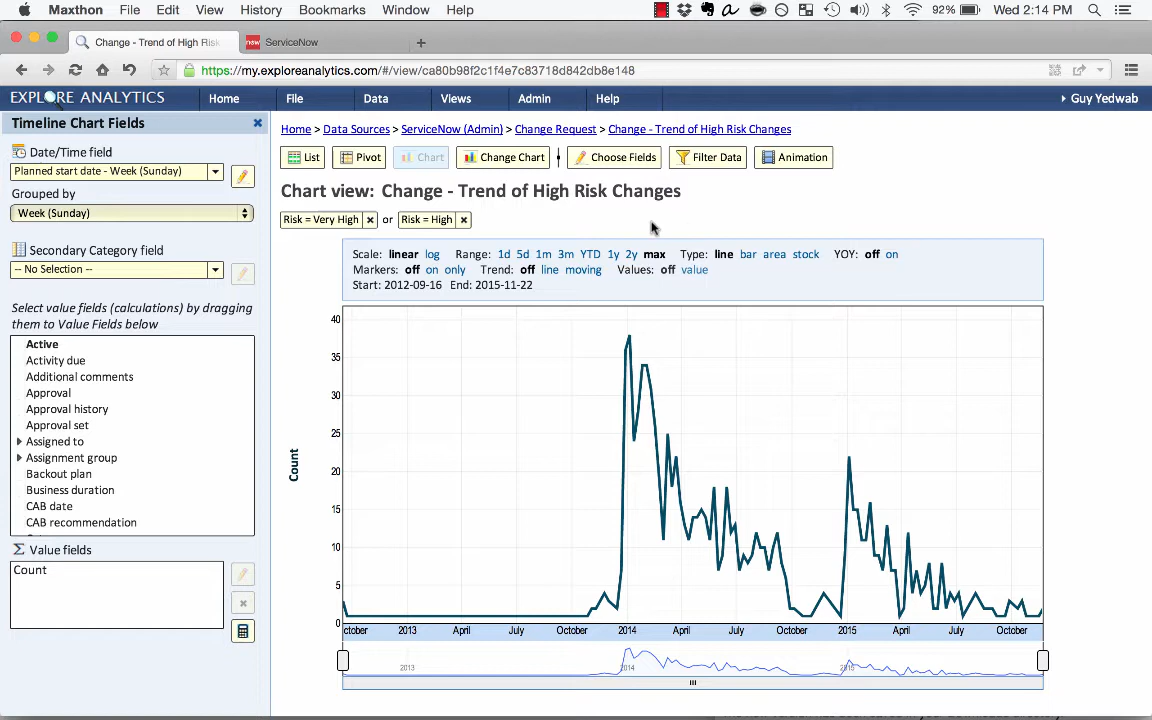 Maxthon File Edit View History Bookmarks Window Help 92% Wed 2:14 PM
Change - Trend of High Risk ServiceNow
https://my.exploreanalytics.com/#/view/ca80b98f2c1f4e7c83718d842db8e148
EXPLORE ANALYTICS Home File Data Views Admin Help Guy Yedwab
Timeline Chart Fields
Date/Time field
Planned start date - Week (Sunday)
Grouped by
Week (Sunday)
Secondary Category field
-- No Selection --
Select value fields (calculations) by dragging
them to Value Fields below
Active
Activity due
Additional comments
Approval
Approval history
Approval set
Assigned to
Assignment group
Backout plan
Business duration
CAB date
CAB recommendation
Value fields
Count
Home > Data Sources > ServiceNow (Admin) > Change Request > Change - Trend of High Risk Changes
List Pivot Chart Change Chart Choose Fields Filter Data Animation
Chart view: Change - Trend of High Risk Changes
Risk = Very High or Risk = High
Scale: linear log Range: 1d 5d 1m 3m YTD 1y 2y max Type: line bar area stock YOY: off on
Markers: off on only Trend: off line moving Values: off value
Start: 2012-09-16 End: 2015-11-22
40
35
30
25
20
15
10
5
0
Count
ctober 2013 April July October 2014 April July October 2015 April July October
2013 2014 2015